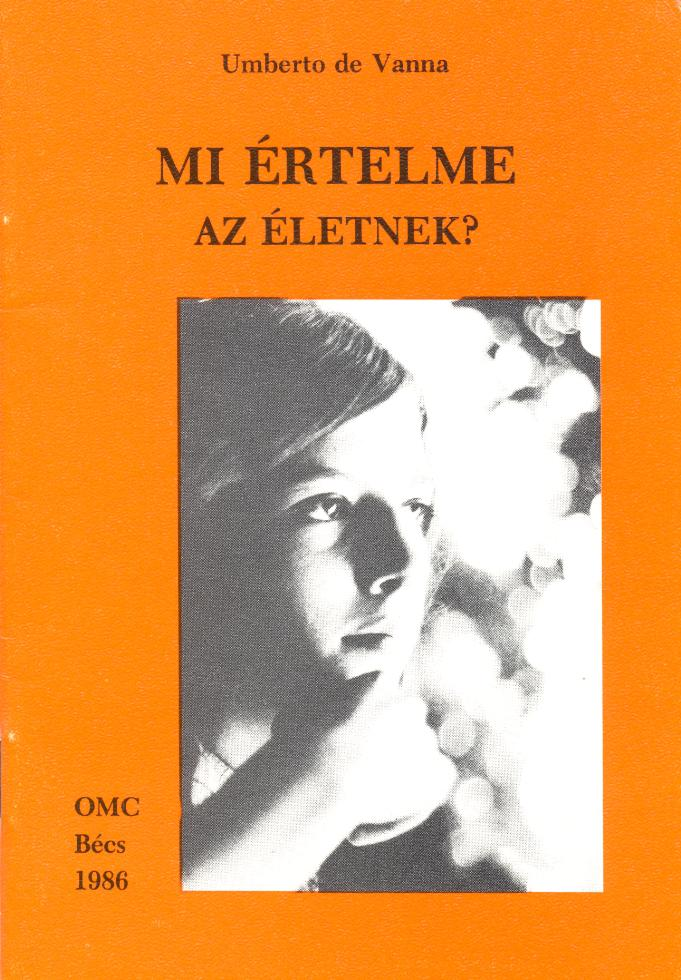 Umberto de Vanna
MI ÉRTELME
AZ ÉLETNEK?
OMC
Bécs
1986